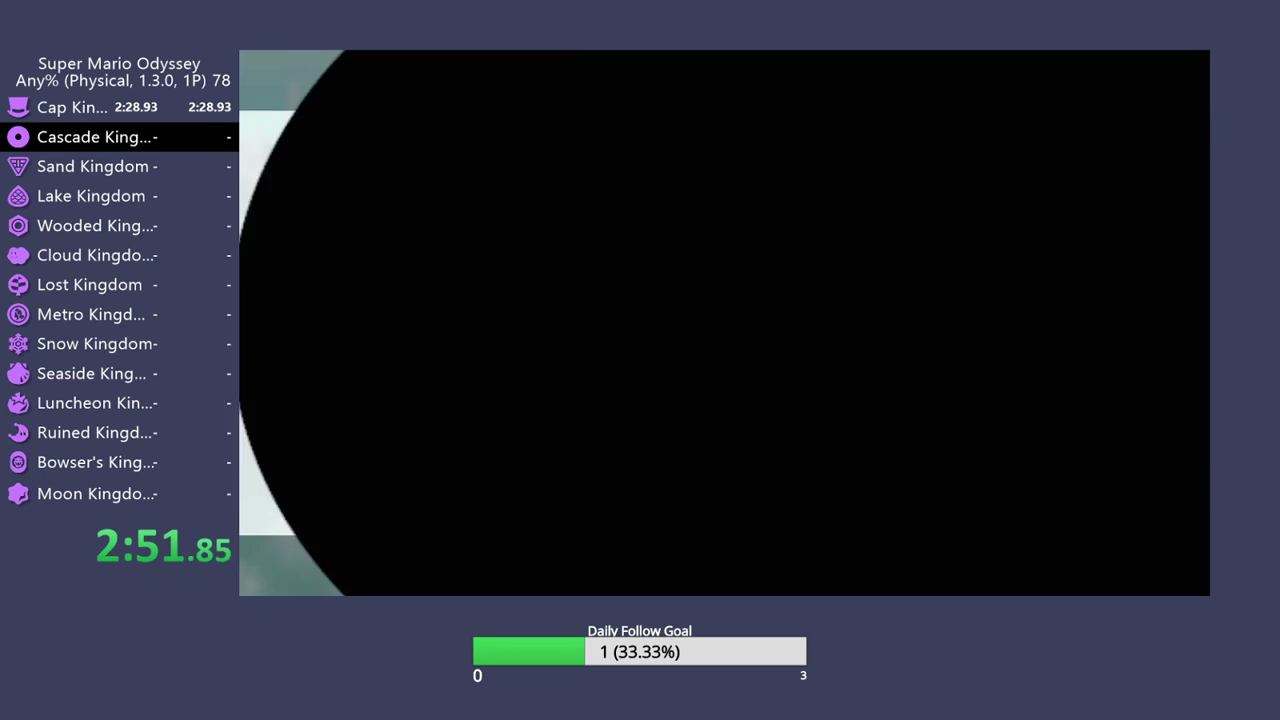 Super Mario Odyssey
Any% (Physical, 1.3.0, 1P) 78
Cap Kin... 2:28.93 2:28.93
Cascade King...- -
Sand Kingdom - -
Lake Kingdom - -
Wooded King...- -
Cloud Kingdo...- -
Lost Kingdom - -
Metro Kingd... - -
Snow Kingdom- -
Seaside King... - -
Luncheon Kin...- -
Ruined Kingd...- -
Bowser's King...- -
Moon Kingdo...- -
2:51.85
Daily Follow Goal
1 (33.33%)
0 3